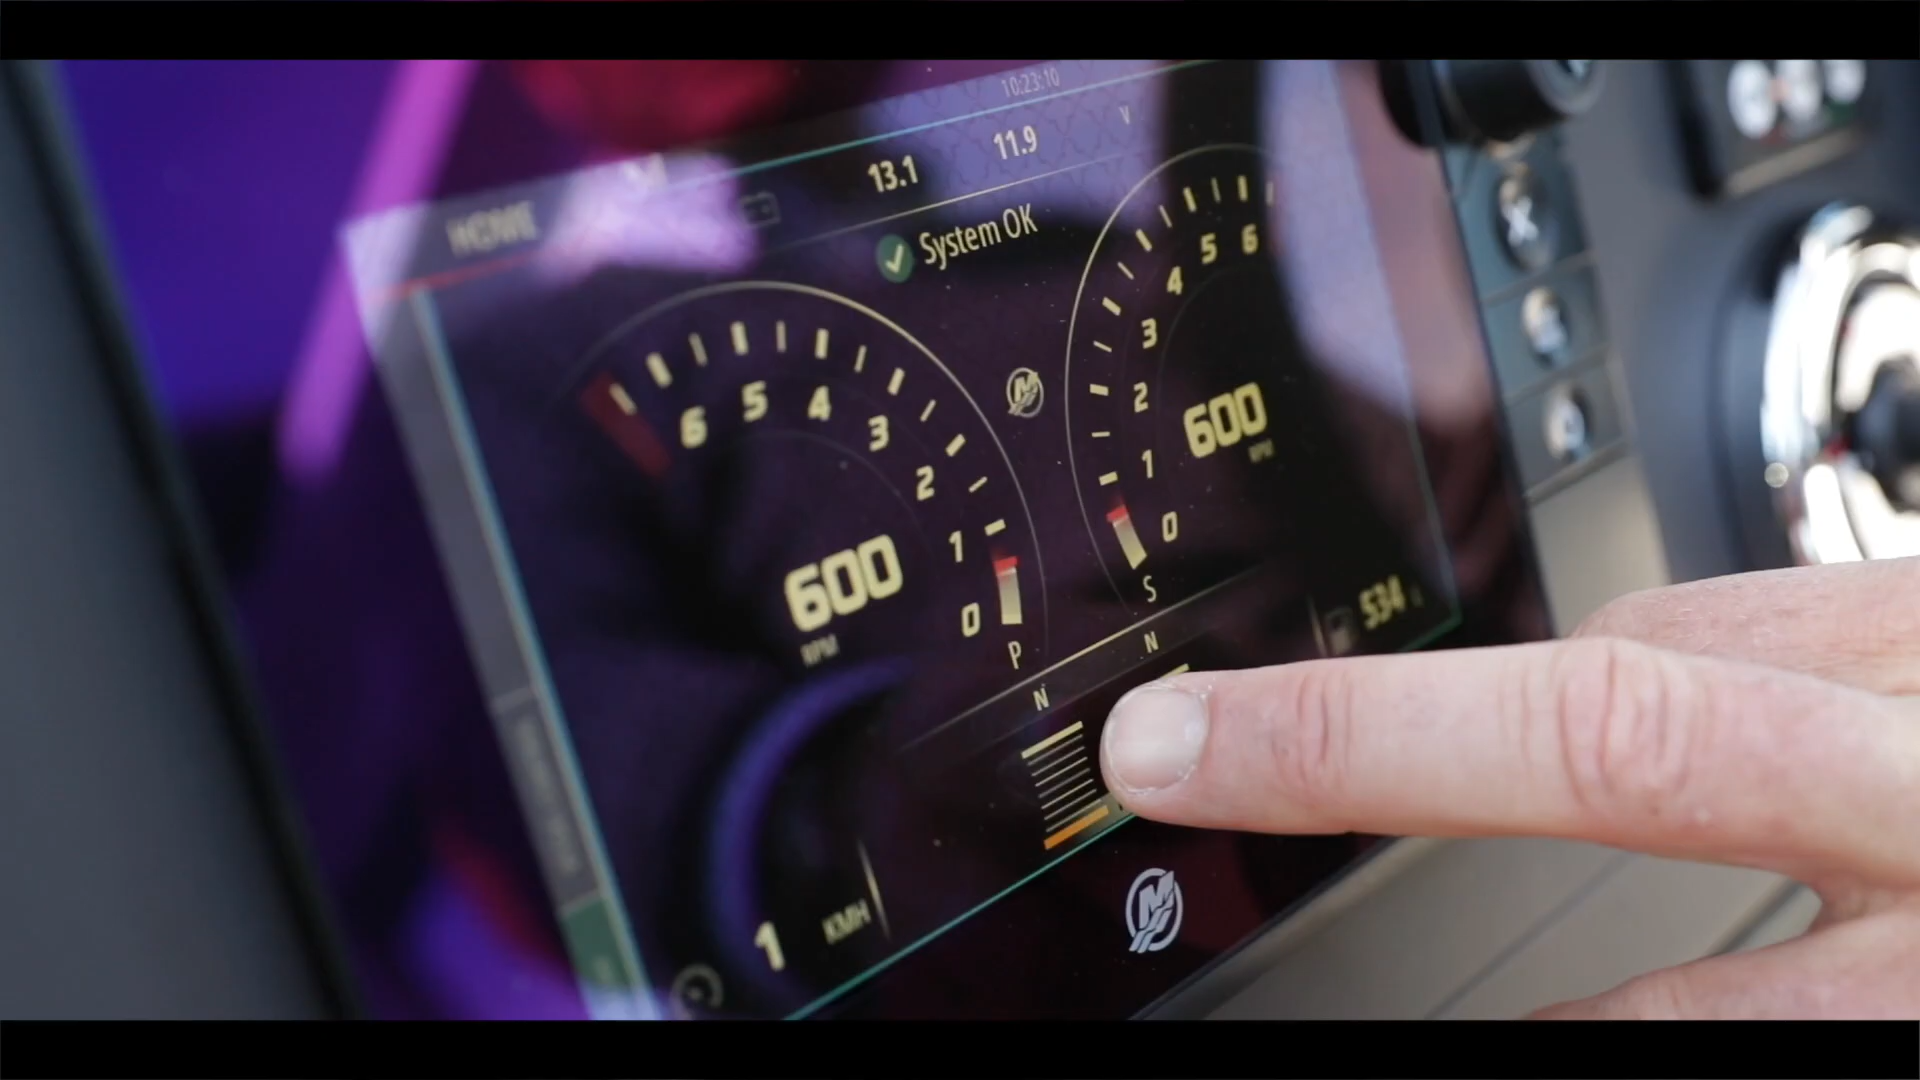 10:23:10
HOME
13.1 11.9 V
System OK
6 5 4 3 2 1 0
600
RPM
P
0 1 2 3 4 5 6
600
RPM
S
N N
534 L
1 KMH